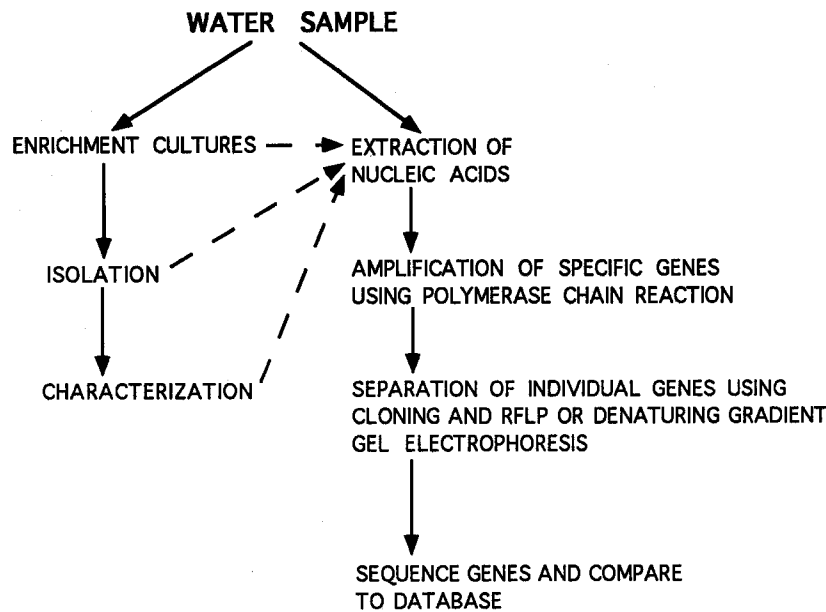 WATER SAMPLE
ENRICHMENT CULTURES
EXTRACTION OF
NUCLEIC ACIDS
ISOLATION
AMPLIFICATION OF SPECIFIC GENES
USING POLYMERASE CHAIN REACTION
CHARACTERIZATION
SEPARATION OF INDIVIDUAL GENES USING
CLONING AND RFLP OR DENATURING GRADIENT
GEL ELECTROPHORESIS
SEQUENCE GENES AND COMPARE
TO DATABASE